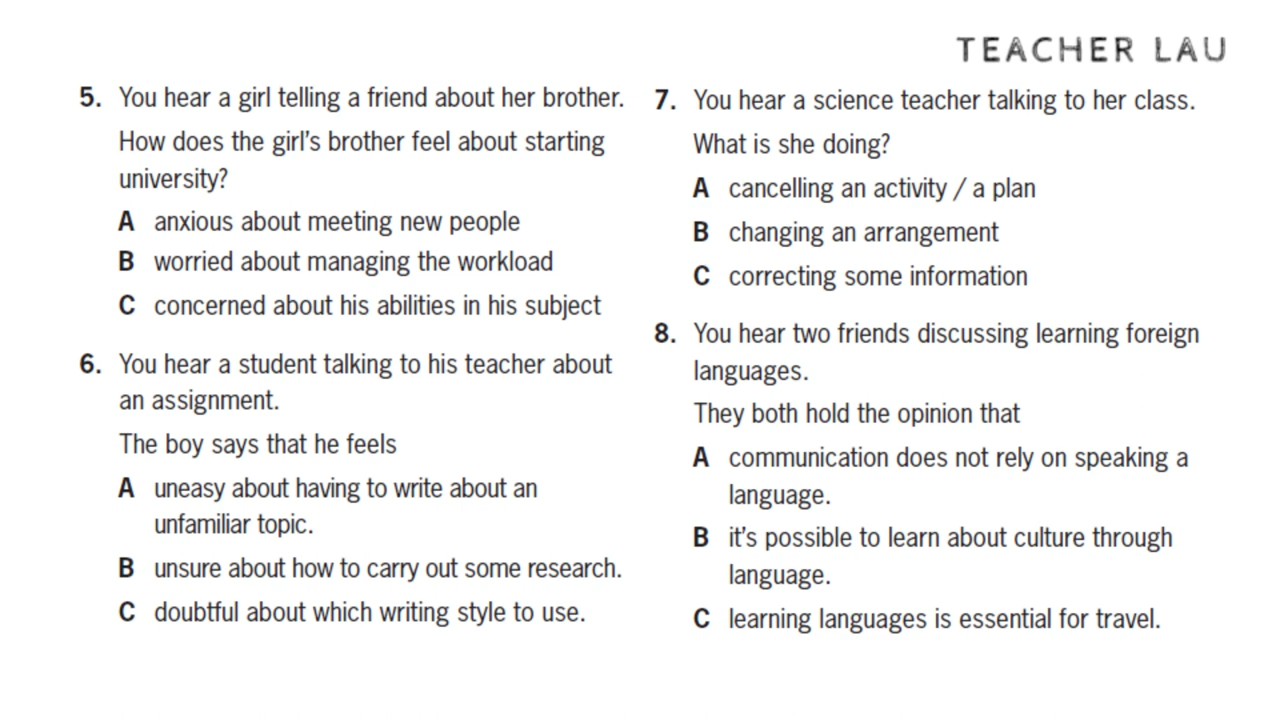 TEACHER LAU
5. You hear a girl telling a friend about her brother.
How does the girl's brother feel about starting
university?
A anxious about meeting new people
B worried about managing the workload
C concerned about his abilities in his subject
6. You hear a student talking to his teacher about
an assignment.
The boy says that he feels
A uneasy about having to write about an
unfamiliar topic.
B unsure about how to carry out some research.
C doubtful about which writing style to use.
7. You hear a science teacher talking to her class.
What is she doing?
A cancelling an activity / a plan
B changing an arrangement
C correcting some information
8. You hear two friends discussing learning foreign
languages.
They both hold the opinion that
A communication does not rely on speaking a
language.
B it's possible to learn about culture through
language.
C learning languages is essential for travel.